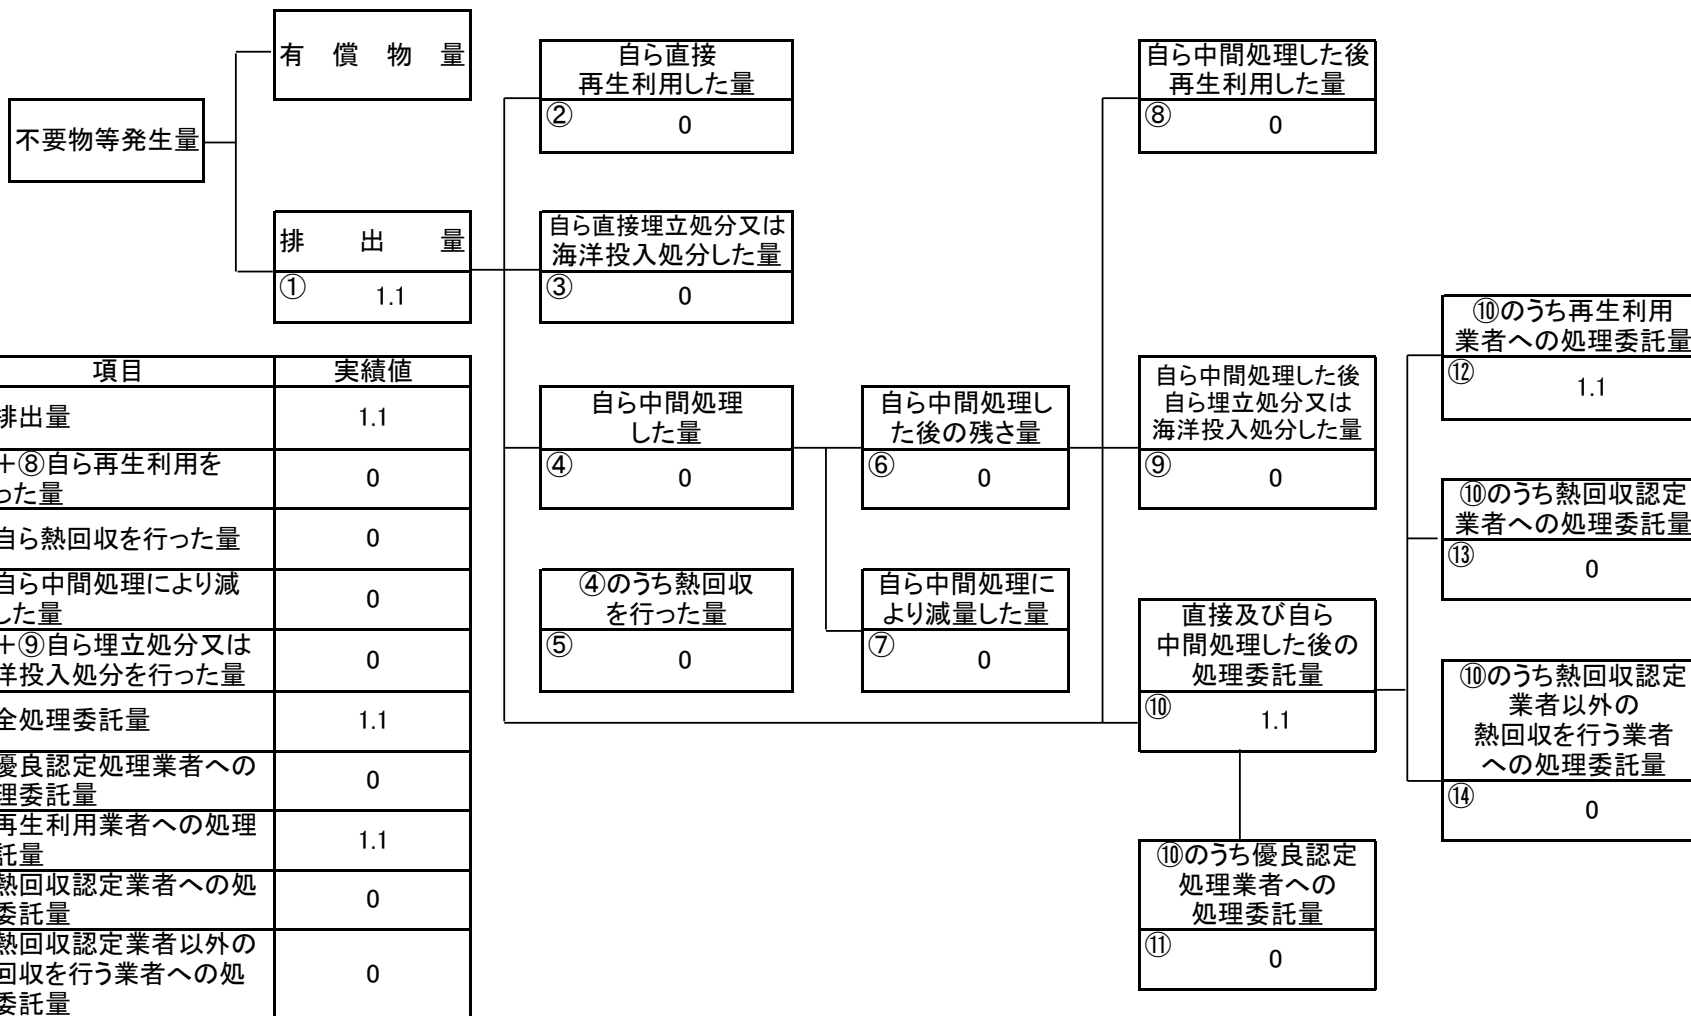 有　償　物　量
不要物等発生量
排　出　量
①
1.1
自ら直接
再生利用した量
②
0
自ら直接埋立処分又は
海洋投入処分した量
③
0
自ら中間処理
した量
④
0
④のうち熱回収
を行った量
⑤
0
自ら中間処理し
た後の残さ量
⑥
0
自ら中間処理に
より減量した量
⑦
0
自ら中間処理した後
再生利用した量
⑧
0
自ら中間処理した後
自ら埋立処分又は
海洋投入処分した量
⑨
0
直接及び自ら
中間処理した後の
処理委託量
⑩
1.1
⑩のうち優良認定
処理業者への
処理委託量
⑪
0
⑩のうち再生利用
業者への処理委託量
⑫
1.1
⑩のうち熱回収認定
業者への処理委託量
⑬
0
⑩のうち熱回収認定
業者以外の
熱回収を行う業者
への処理委託量
⑭
0
項目　実績値
排出量　1.1
＋⑧自ら再生利用を
った量
0
自ら熱回収を行った量　0
自ら中間処理により減
した量
0
＋⑨自ら埋立処分又は
洋投入処分を行った量
0
全処理委託量　1.1
優良認定処理業者への
理委託量
0
再生利用業者への処理
託量
1.1
熱回収認定業者への処
委託量
0
熱回収認定業者以外の
回収を行う業者への処
委託量
0